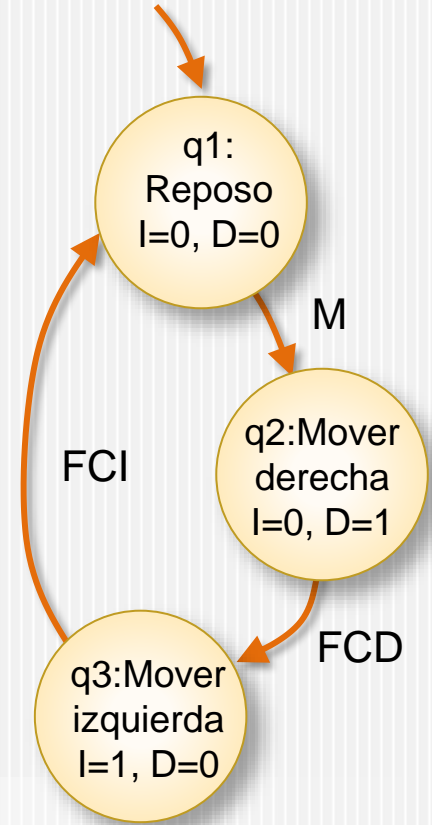 q1:
Reposo
I=0, D=0
M
q2:Mover
derecha
I=0, D=1
FCI
FCD
q3:Mover
izquierda
I=1, D=0